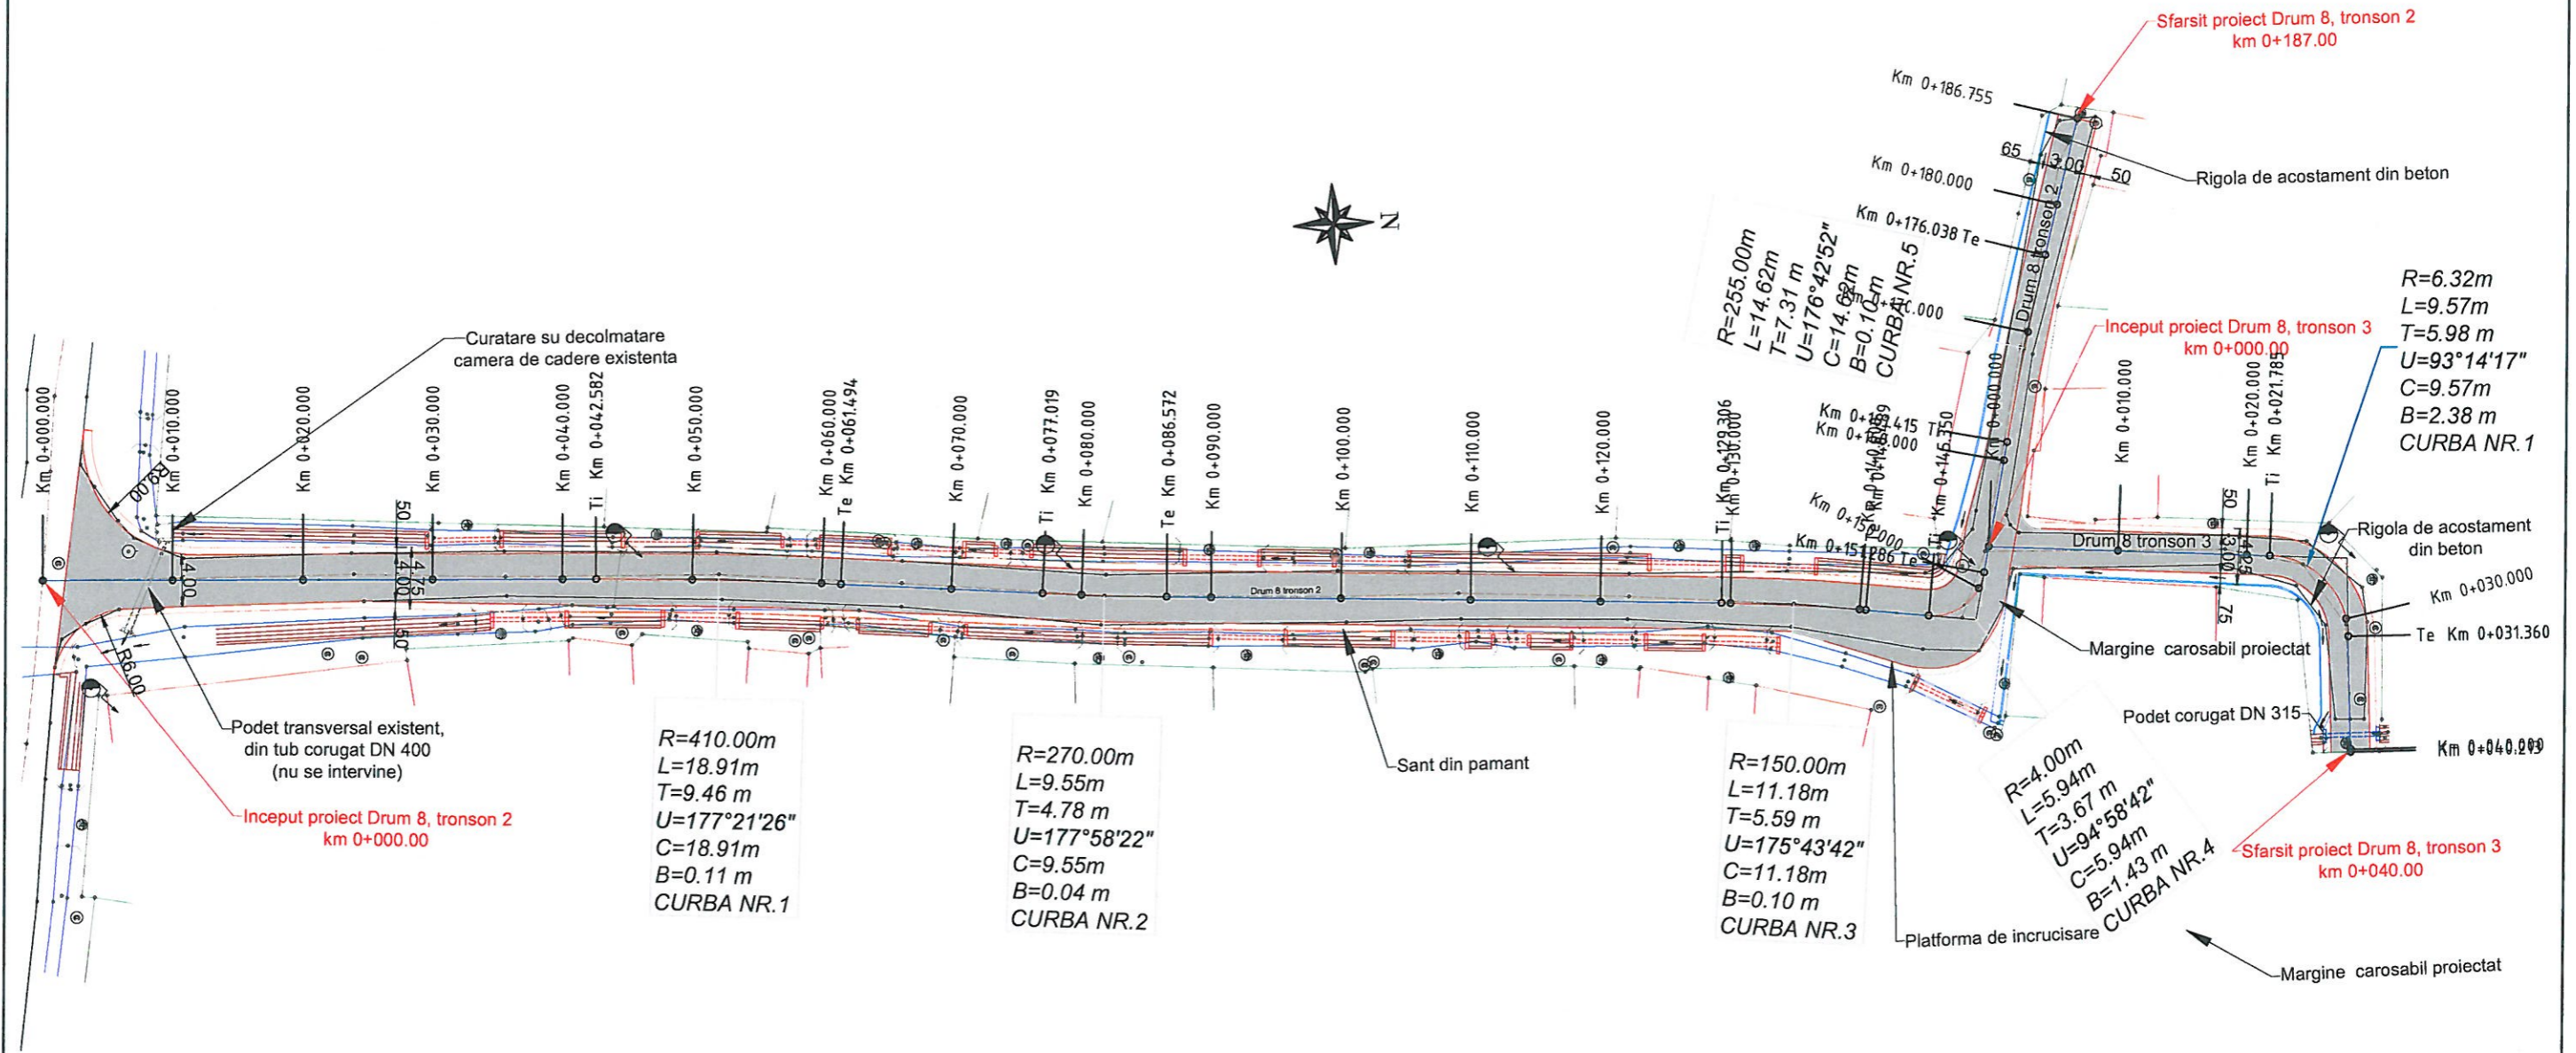 Sfarsit proiect Drum 8, tronson 2
km 0+187.00
Km 0+186.755
65
3.00
50
Rigola de acostament din beton
Km 0+180.000
Km 0+176.038 Te
Drum 8 tronson 2
N
R=255.00m
L=14.62m
T=7.31 m
U=176°42'52"
C=14.62m
B=0.10 m
CURBA NR.5
Inceput proiect Drum 8, tronson 3
km 0+000.00
R=6.32m
L=9.57m
T=5.98 m
U=93°14'17"
C=9.57m
B=2.38 m
CURBA NR.1
Curatare su decolmatare
camera de cadere existenta
Km 0+000.000
Km 0+010.000
Km 0+020.000
Km 0+030.000
Km 0+040.000
Ti Km 0+042.582
Km 0+050.000
Km 0+060.000
Te Km 0+061.494
Km 0+070.000
Ti Km 0+077.019
Km 0+080.000
Te Km 0+086.572
Km 0+090.000
Km 0+100.000
Km 0+110.000
Km 0+120.000
Km 0+130.000
Km 0+145.350
Km 0+000.000
Km 0+010.000
Km 0+020.000
Ti Km 0+021.785
R9.00
4.00
50
4.00
4.75
50
R6.00
Drum 8 tronson 2
Drum 8 tronson 3
50
3.00
4.25
75
Rigola de acostament
din beton
Km 0+030.000
Te Km 0+031.360
Margine carosabil proiectat
Podet corugat DN 315
Podet transversal existent,
din tub corugat DN 400
(nu se intervine)
Inceput proiect Drum 8, tronson 2
km 0+000.00
R=410.00m
L=18.91m
T=9.46 m
U=177°21'26"
C=18.91m
B=0.11 m
CURBA NR.1
R=270.00m
L=9.55m
T=4.78 m
U=177°58'22"
C=9.55m
B=0.04 m
CURBA NR.2
Sant din pamant
R=150.00m
L=11.18m
T=5.59 m
U=175°43'42"
C=11.18m
B=0.10 m
CURBA NR.3
R=4.00m
L=5.94m
T=3.67 m
U=94°58'42"
C=5.94m
B=1.43 m
CURBA NR.4
Platforma de incrucisare
Sfarsit proiect Drum 8, tronson 3
km 0+040.00
Margine carosabil proiectat